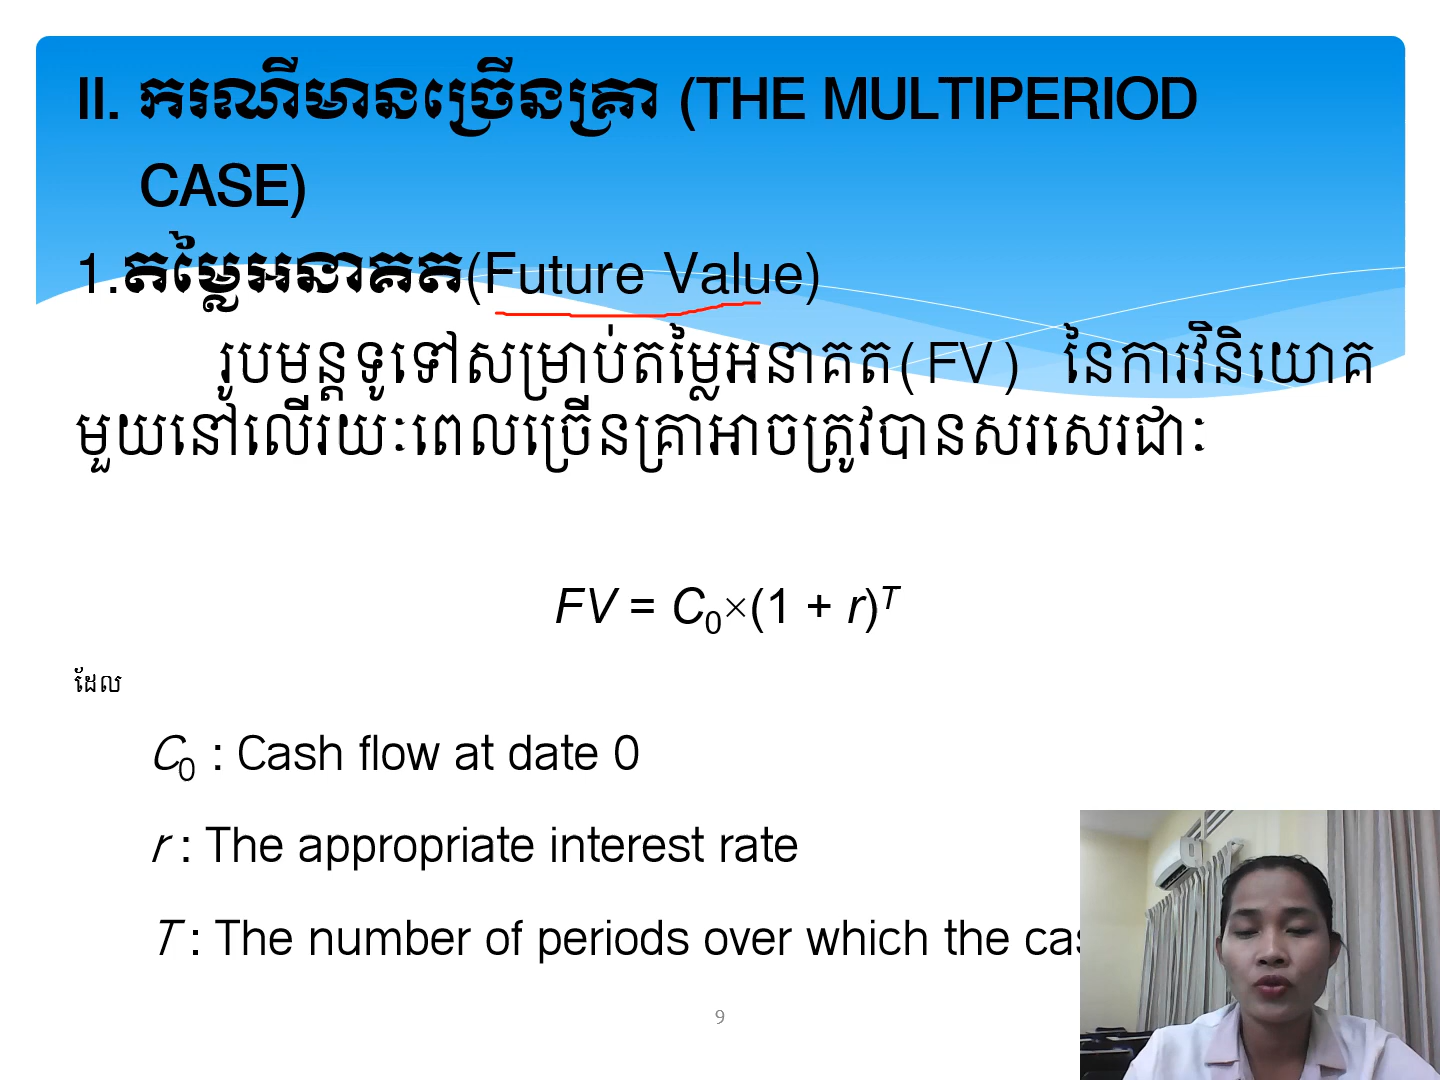 II. ករណីមានច្រើនគ្រា (THE MULTIPERIOD
CASE)
1.តម្លៃអនាគត(Future Value)
រូបមន្តទូទៅសម្រាប់តម្លៃអនាគត(FV) នៃការវិនិយោគ
មួយនៅលើរយៈពេលច្រើនគ្រាអាចត្រូវបានសរសេរជាៈ
FV = C₀×(1 + r)ᵀ
ដែល
C₀ : Cash flow at date 0
r : The appropriate interest rate
T : The number of periods over which the
9